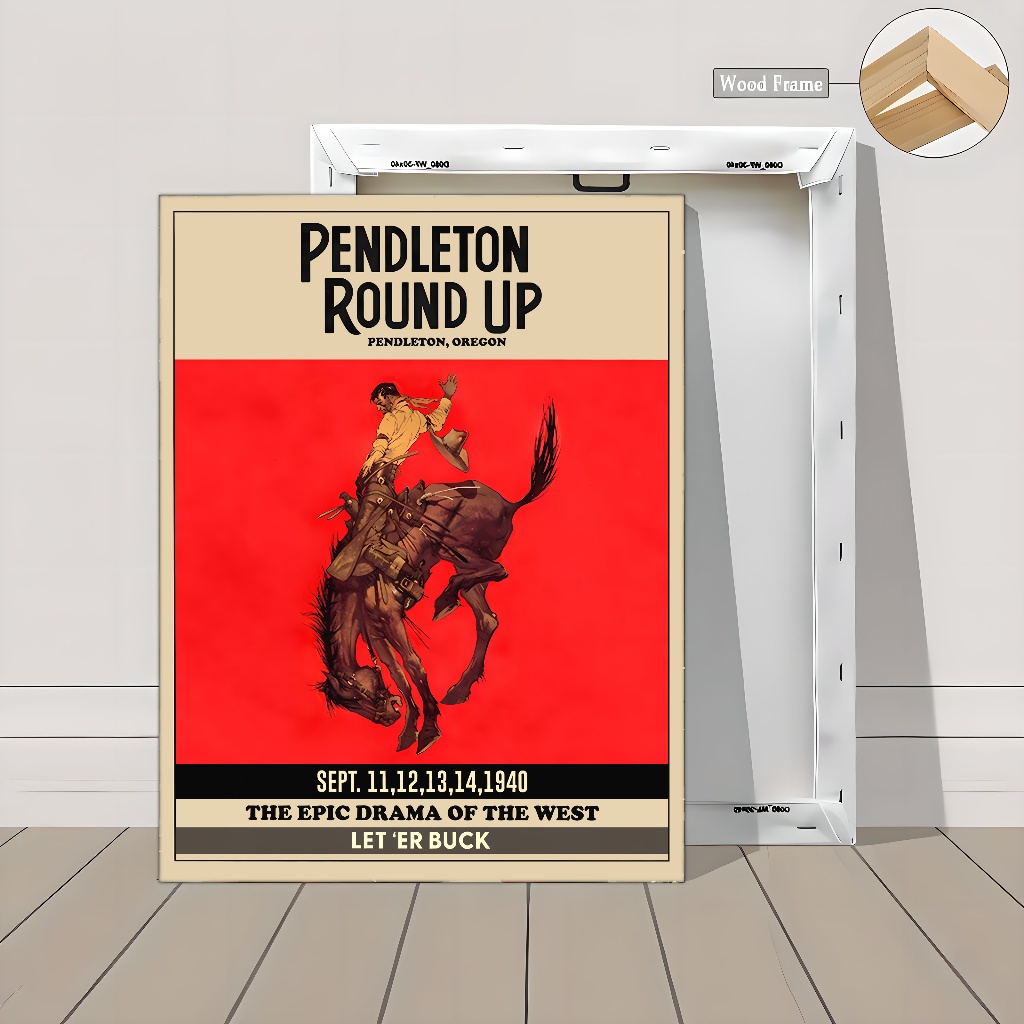 Wood Frame
PENDLETON
ROUND UP
PENDLETON, OREGON
SEPT. 11,12,13,14,1940
THE EPIC DRAMA OF THE WEST
LET ‘ER BUCK